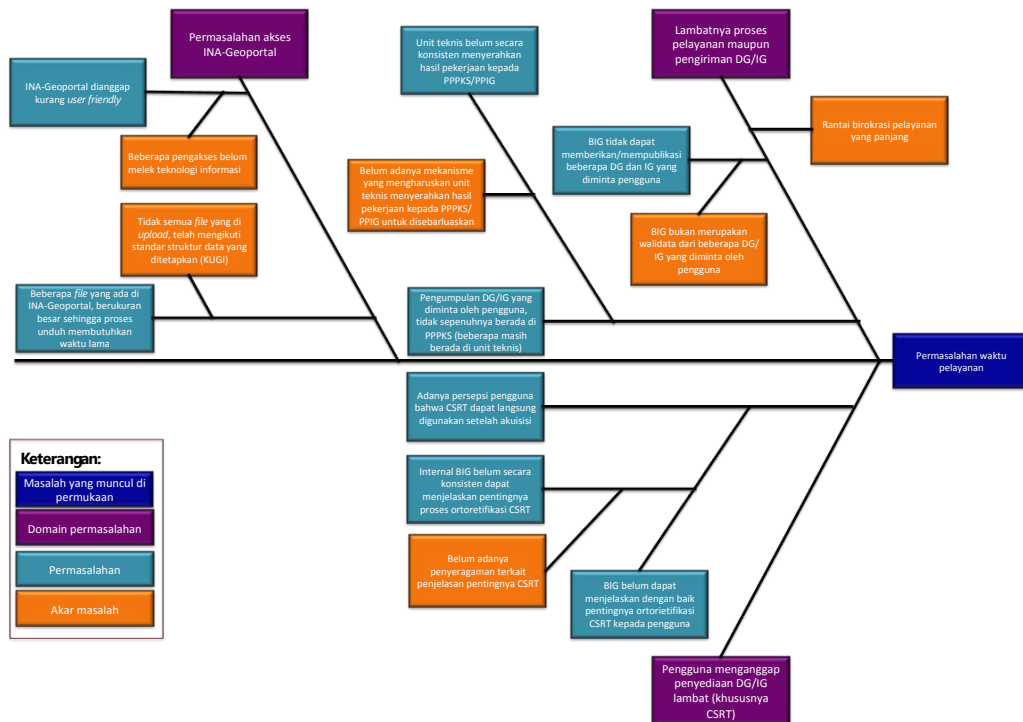 Permasalahan akses
INA-Geoportal
Unit teknis belum secara
konsisten menyerahkan
hasil pekerjaan kepada
PPPKS/PPIG
Lambatnya proses
pelayanan maupun
pengiriman DG/IG
INA-Geoportal dianggap
kurang user friendly
Rantai birokrasi pelayanan
yang panjang
Beberapa pengakses belum
melek teknologi informasi
BIG tidak dapat
memberikan/mempublikasi
beberapa DG dan IG yang
diminta pengguna
Belum adanya mekanisme
yang mengharuskan unit
teknis menyerahkan hasil
pekerjaan kepada PPPKS/
PPIG untuk disebarluaskan
Tidak semua file yang di
upload, telah mengikuti
standar struktur data yang
ditetapkan (KUGI)
BIG bukan merupakan
walidata dari beberapa DG/
IG yang diminta oleh
pengguna
Beberapa file yang ada di
INA-Geoportal, berukuran
besar sehingga proses
unduh membutuhkan
waktu lama
Pengumpulan DG/IG yang
diminta oleh pengguna,
tidak sepenuhnya berada di
PPPKS (beberapa masih
berada di unit teknis)
Permasalahan waktu
pelayanan
Adanya persepsi pengguna
bahwa CSRT dapat langsung
digunakan setelah akuisisi
Internal BIG belum secara
konsisten dapat
menjelaskan pentingnya
proses ortoretifikasi CSRT
Belum adanya
penyeragaman terkait
penjelasan pentingnya CSRT
BIG belum dapat
menjelaskan dengan baik
pentingnya ortorietifikasi
CSRT kepada pengguna
Pengguna menganggap
penyediaan DG/IG
lambat (khususnya
CSRT)
Keterangan:
Masalah yang muncul di
permukaan
Domain permasalahan
Permasalahan
Akar masalah